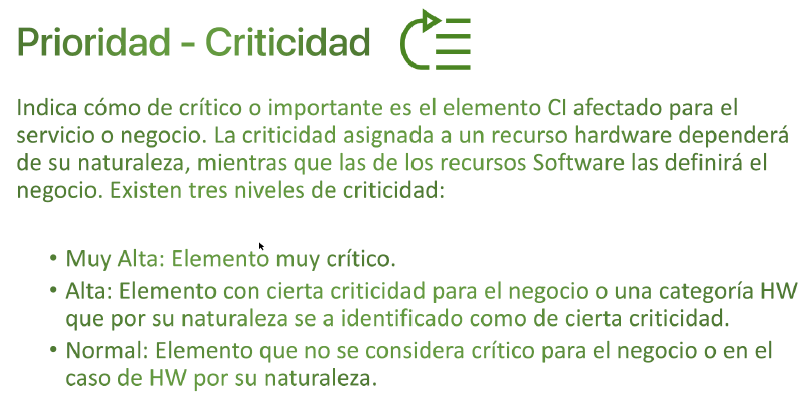 Prioridad - Criticidad
Indica cómo de crítico o importante es el elemento CI afectado para el
servicio o negocio. La criticidad asignada a un recurso hardware dependerá
de su naturaleza, mientras que las de los recursos Software las definirá el
negocio. Existen tres niveles de criticidad:
• Muy Alta: Elemento muy crítico.
• Alta: Elemento con cierta criticidad para el negocio o una categoría HW
que por su naturaleza se a identificado como de cierta criticidad.
• Normal: Elemento que no se considera crítico para el negocio o en el
caso de HW por su naturaleza.